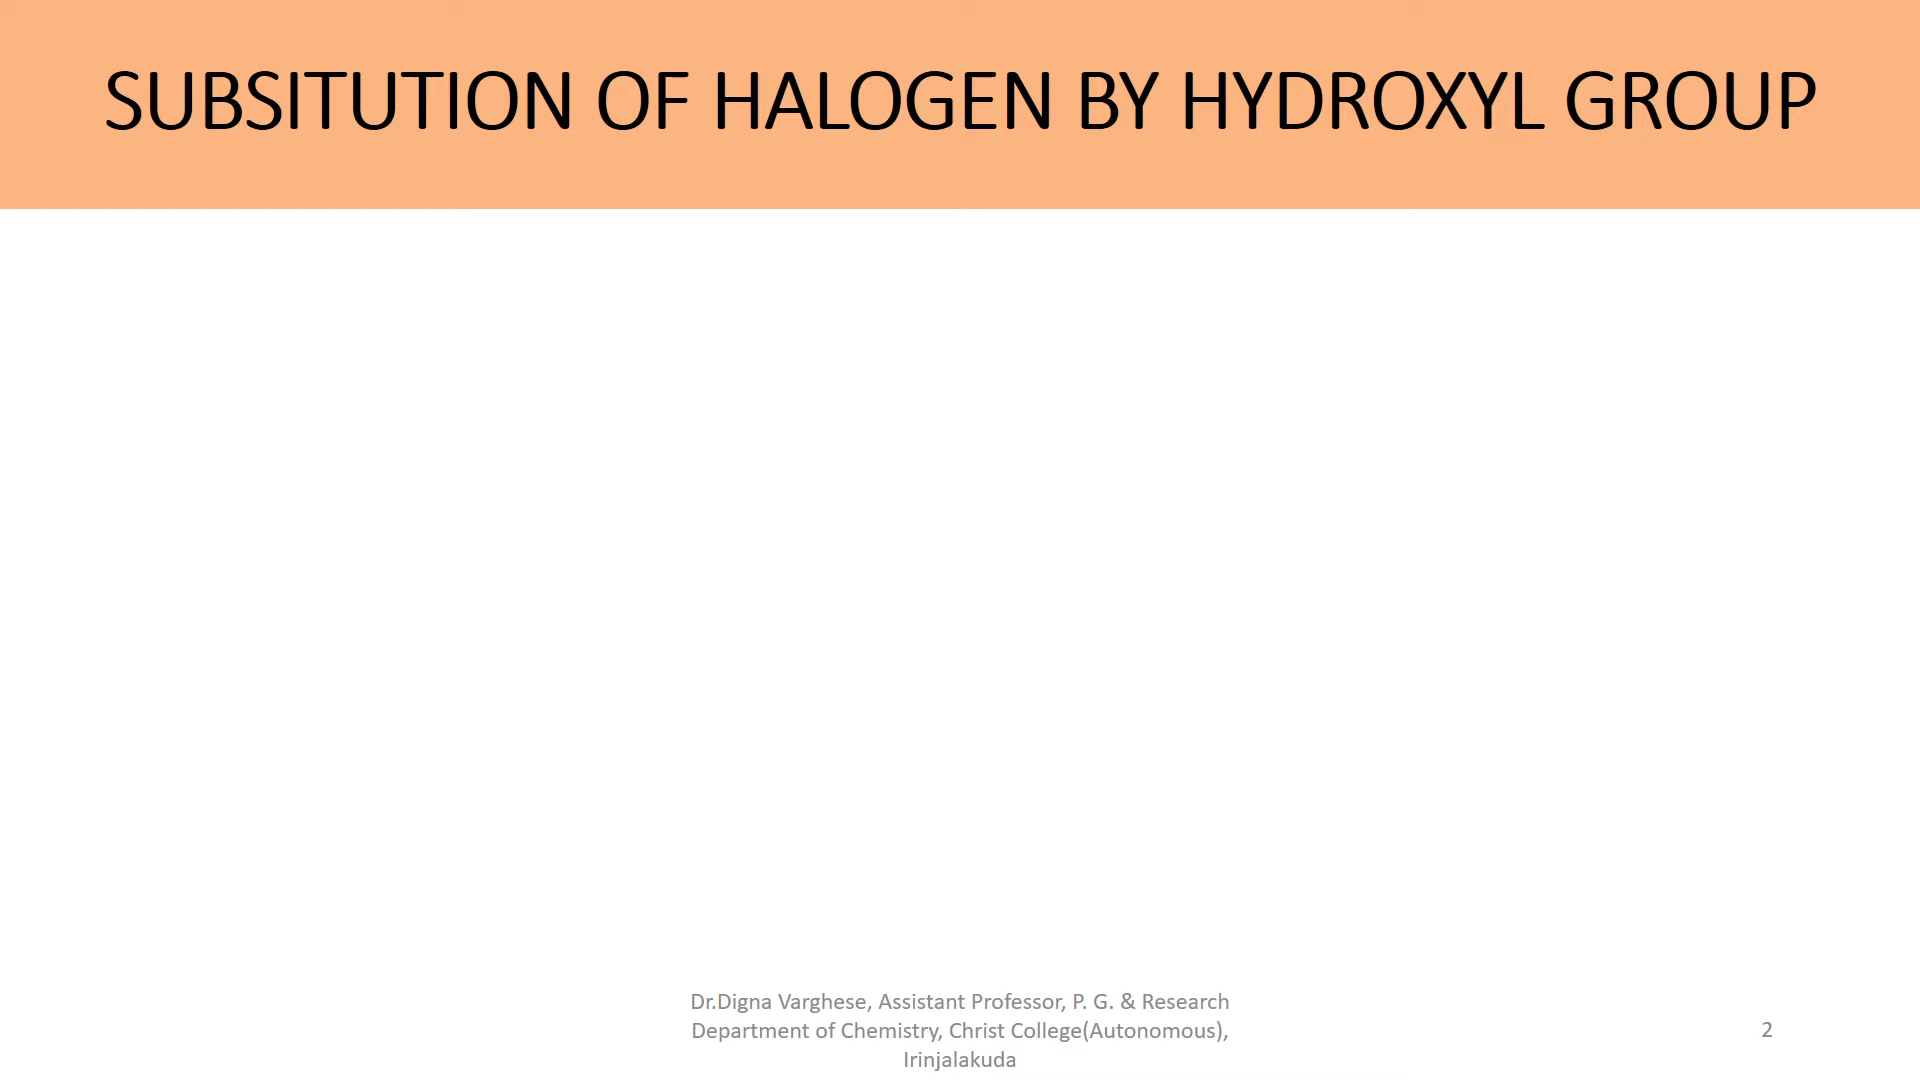 SUBSITUTION OF HALOGEN BY HYDROXYL GROUP
Dr.Digna Varghese, Assistant Professor, P. G. & Research
Department of Chemistry, Christ College(Autonomous),
Irinjalakuda
2